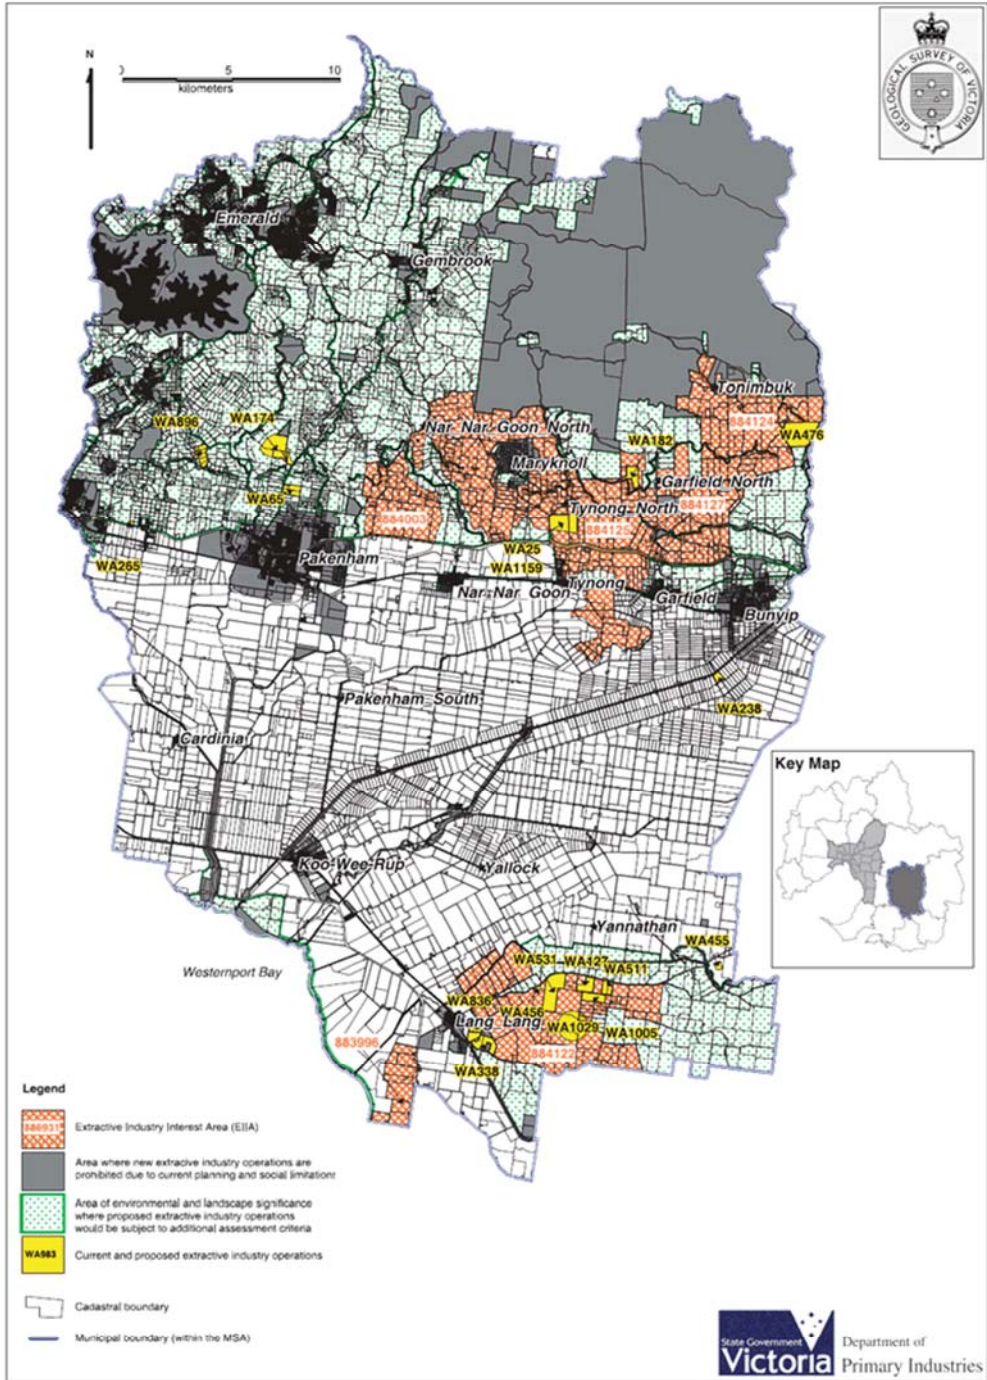 N
0 5 10
kilometers
GEOLOGICAL SURVEY OF VICTORIA
Emerald
Gembrook
Tonimbuk
884124
WA896
WA174
Nar Nar Goon North
WA182
WA476
Maryknoll
Garfield North
WA65
Tynong North
884127
884003
884125
WA265
Pakenham
WA25
WA1159
Tynong
Nar Nar Goon
Garfield
Bunyip
Pakenham South
WA238
Cardinia
Key Map
Koo-Wee-Rup
Yallock
Yannathan
WA455
Westernport Bay
WA531
WA127
WA511
WA836
WA456
Lang Lang
WA1029
WA1005
883996
884122
WA338
Legend
886931
Extractive Industry Interest Area (EIIA)
Area where new extractive industry operations are
prohibited due to current planning and social limitations
Area of environmental and landscape significance
where proposed extractive industry operations
would be subject to additional assessment criteria
WA983
Current and proposed extractive industry operations
Cadastral boundary
Municipal boundary (within the MSA)
State Government
Victoria
Department of
Primary Industries